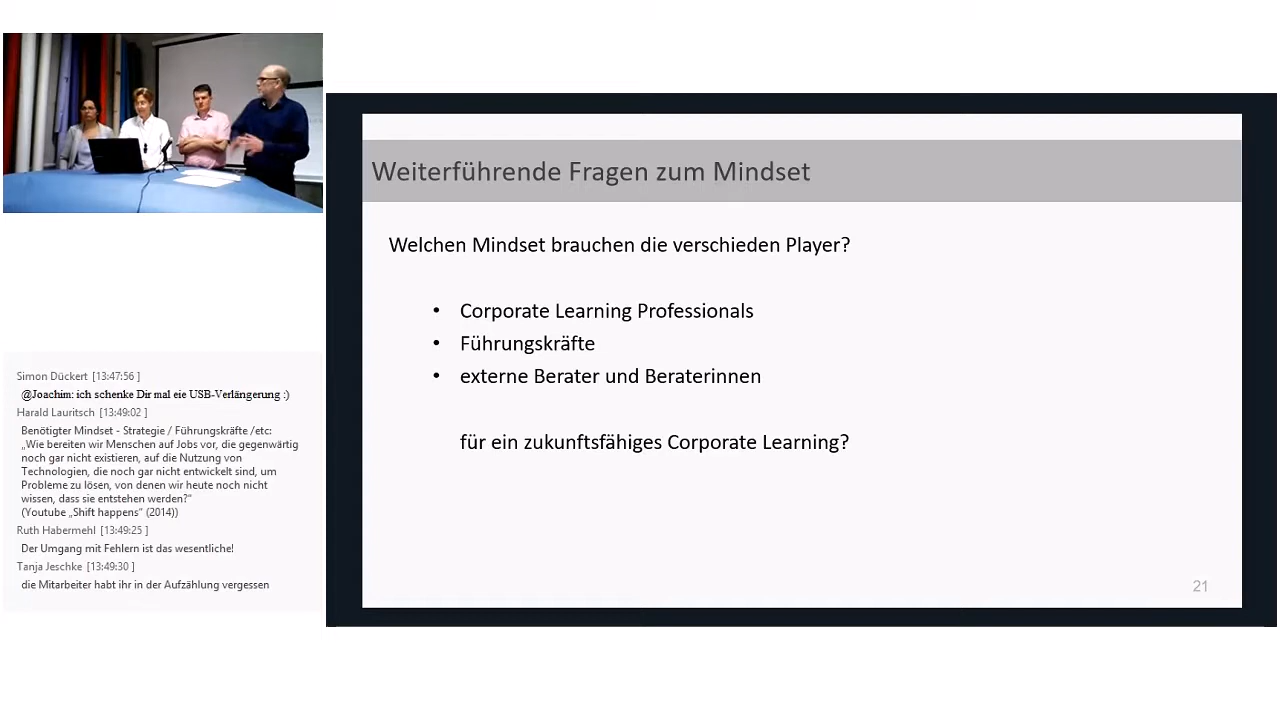 Weiterführende Fragen zum Mindset
Welchen Mindset brauchen die verschieden Player?
• Corporate Learning Professionals
• Führungskräfte
• externe Berater und Beraterinnen
für ein zukunftsfähiges Corporate Learning?
21
Simon Dückert [13:47:56 ]
@Joachim: ich schenke Dir mal eie USB-Verlängerung :)
Harald Lauritsch [13:49:02 ]
Benötigter Mindset - Strategie / Führungskräfte /etc:
„Wie bereiten wir Menschen auf Jobs vor, die gegenwärtig
noch gar nicht existieren, auf die Nutzung von
Technologien, die noch gar nicht entwickelt sind, um
Probleme zu lösen, von denen wir heute noch nicht
wissen, dass sie entstehen werden?“
(Youtube „Shift happens“ (2014))
Ruth Habermehl [13:49:25 ]
Der Umgang mit Fehlern ist das wesentliche!
Tanja Jeschke [13:49:30 ]
die Mitarbeiter habt ihr in der Aufzählung vergessen